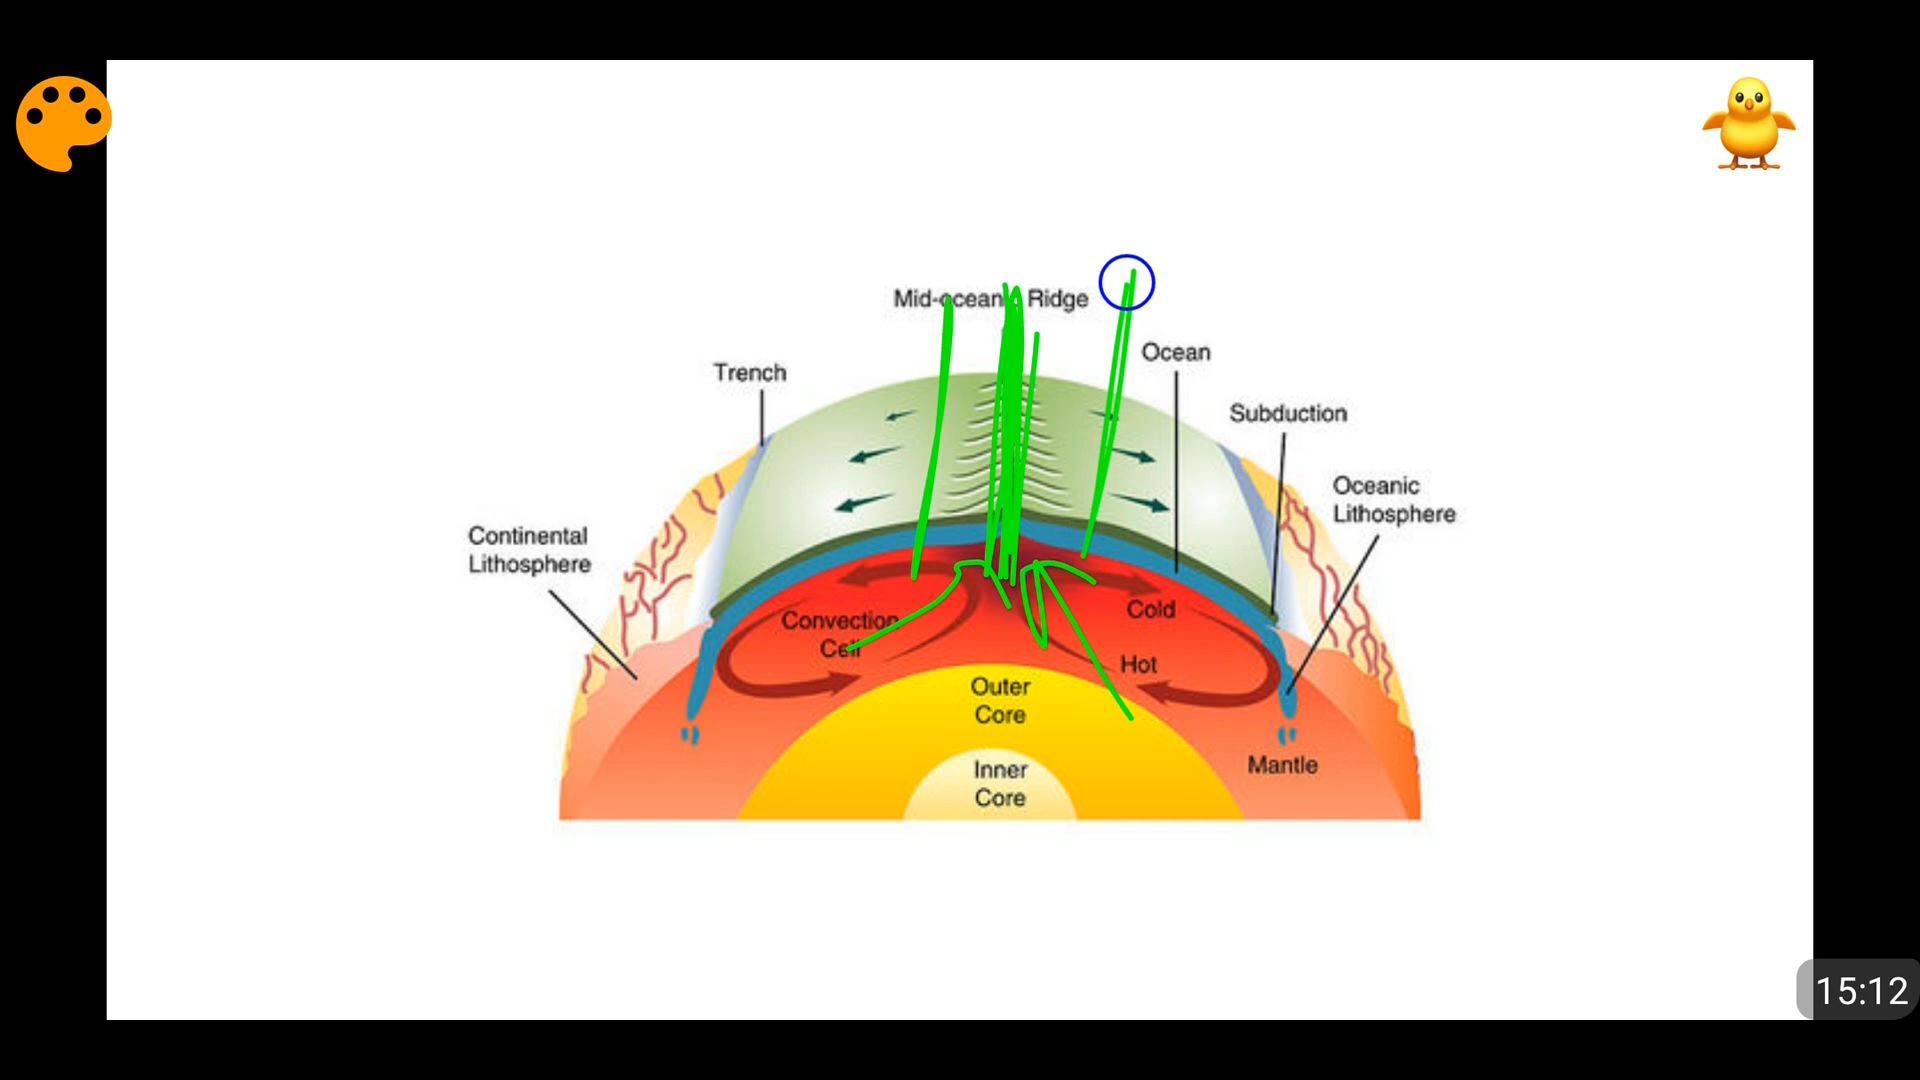 Mid-ocean Ridge
Ocean
Trench
Subduction
Oceanic
Lithosphere
Continental
Lithosphere
Convection
Cell
Cold
Hot
Outer
Core
Mantle
Inner
Core
15:12